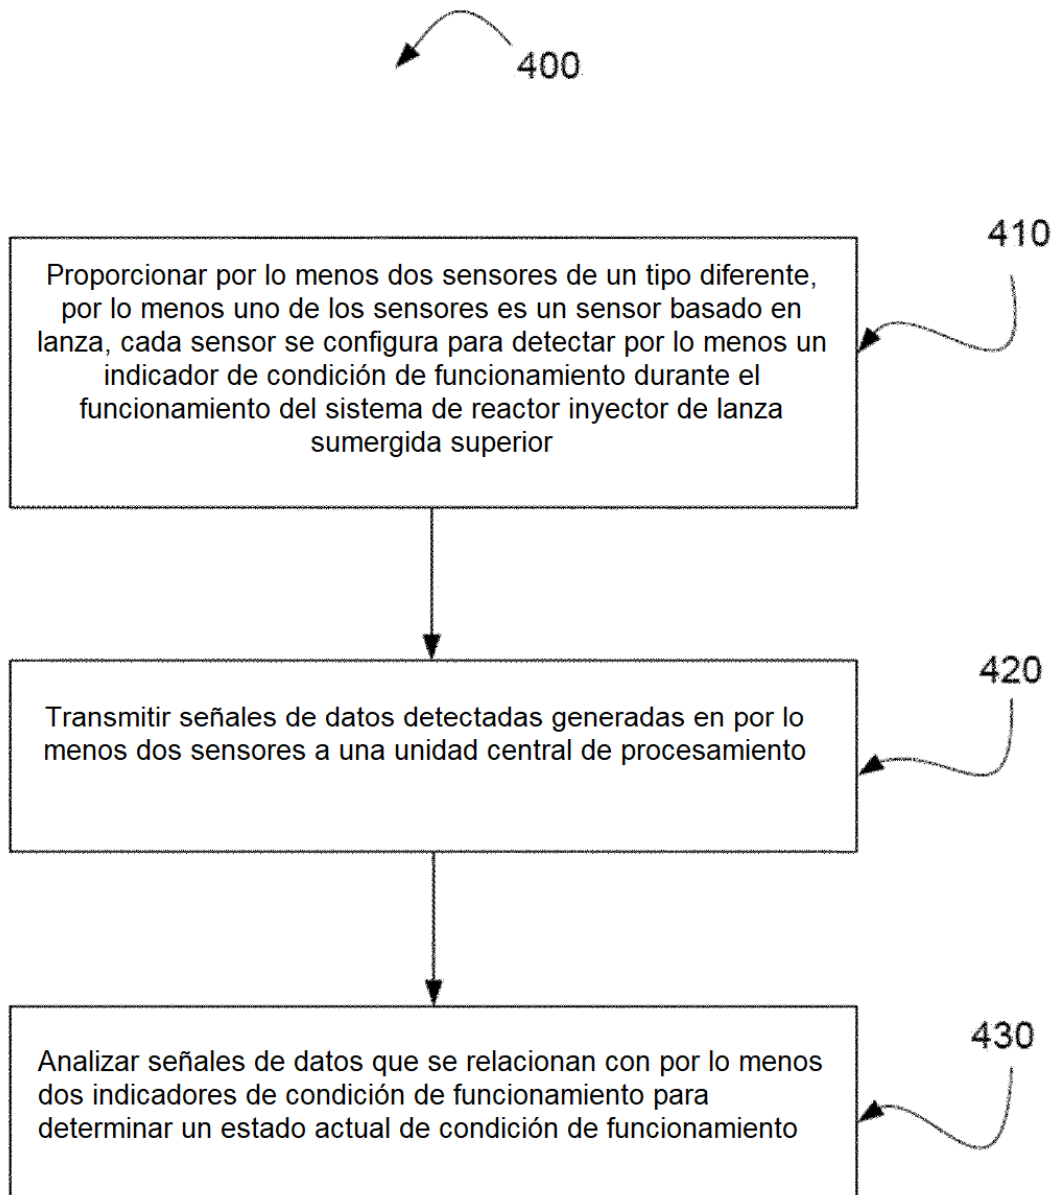 400
410
Proporcionar por lo menos dos sensores de un tipo diferente,
por lo menos uno de los sensores es un sensor basado en
lanza, cada sensor se configura para detectar por lo menos un
indicador de condición de funcionamiento durante el
funcionamiento del sistema de reactor inyector de lanza
sumergida superior
420
Transmitir señales de datos detectadas generadas en por lo
menos dos sensores a una unidad central de procesamiento
430
Analizar señales de datos que se relacionan con por lo menos
dos indicadores de condición de funcionamiento para
determinar un estado actual de condición de funcionamiento